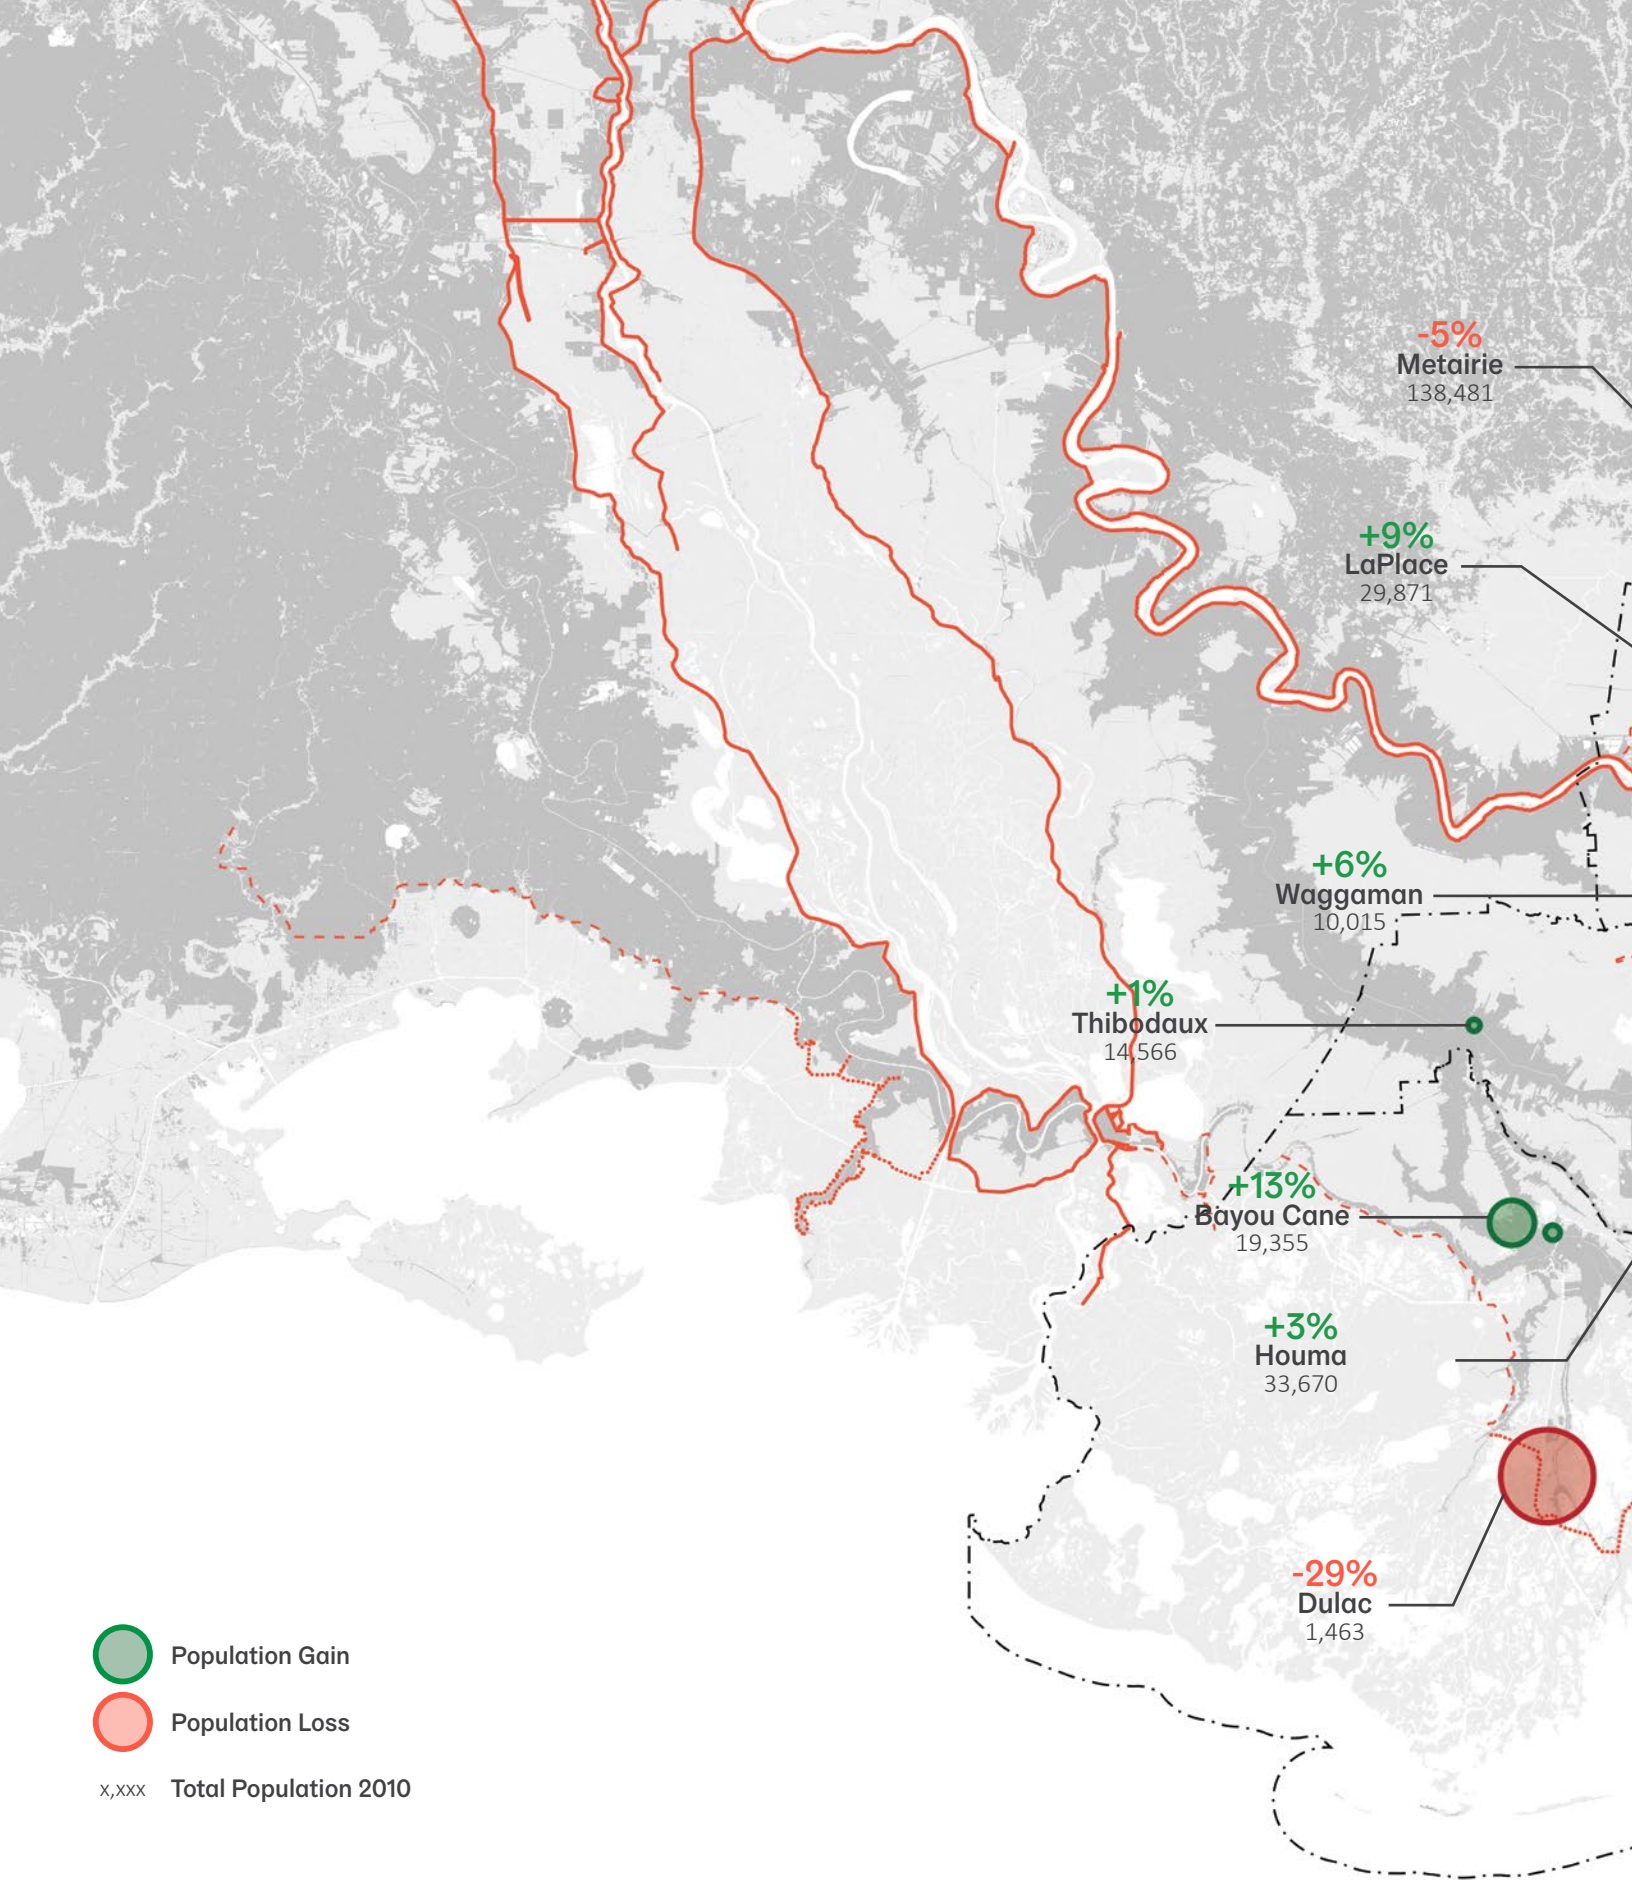 -5%
Metairie
138,481
+9%
LaPlace
29,871
+6%
Waggaman
10,015
+1%
Thibodaux
14,566
+13%
Bayou Cane
19,355
+3%
Houma
33,670
-29%
Dulac
1,463
Population Gain
Population Loss
x,xxx Total Population 2010